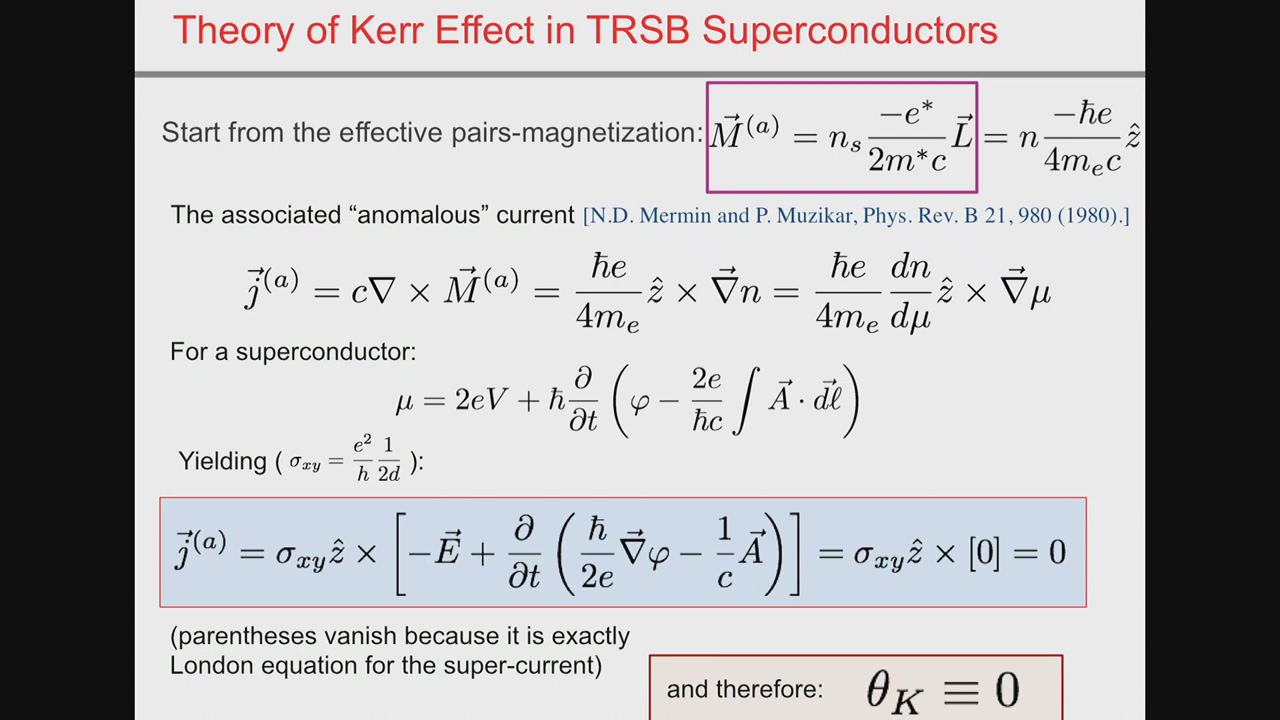 Theory of Kerr Effect in TRSB Superconductors
Start from the effective pairs-magnetization: $\vec{M}^{(a)} = n_s \frac{-e^*}{2m^*c} \vec{L} = n \frac{-\hbar e}{4m_e c} \hat{z}$
The associated “anomalous” current [N.D. Mermin and P. Muzikar, Phys. Rev. B 21, 980 (1980).]
$\vec{j}^{(a)} = c\nabla \times \vec{M}^{(a)} = \frac{\hbar e}{4m_e} \hat{z} \times \vec{\nabla} n = \frac{\hbar e}{4m_e} \frac{dn}{d\mu} \hat{z} \times \vec{\nabla} \mu$
For a superconductor:
$\mu = 2eV + \hbar \frac{\partial}{\partial t} \left( \varphi - \frac{2e}{\hbar c} \int \vec{A} \cdot \vec{d\ell} \right)$
Yielding ( $\sigma_{xy} = \frac{e^2}{h} \frac{1}{2d}$ ):
$\vec{j}^{(a)} = \sigma_{xy} \hat{z} \times \left[ -\vec{E} + \frac{\partial}{\partial t} \left( \frac{\hbar}{2e} \vec{\nabla} \varphi - \frac{1}{c} \vec{A} \right) \right] = \sigma_{xy} \hat{z} \times [0] = 0$
(parentheses vanish because it is exactly
London equation for the super-current)
and therefore: $\theta_K \equiv 0$